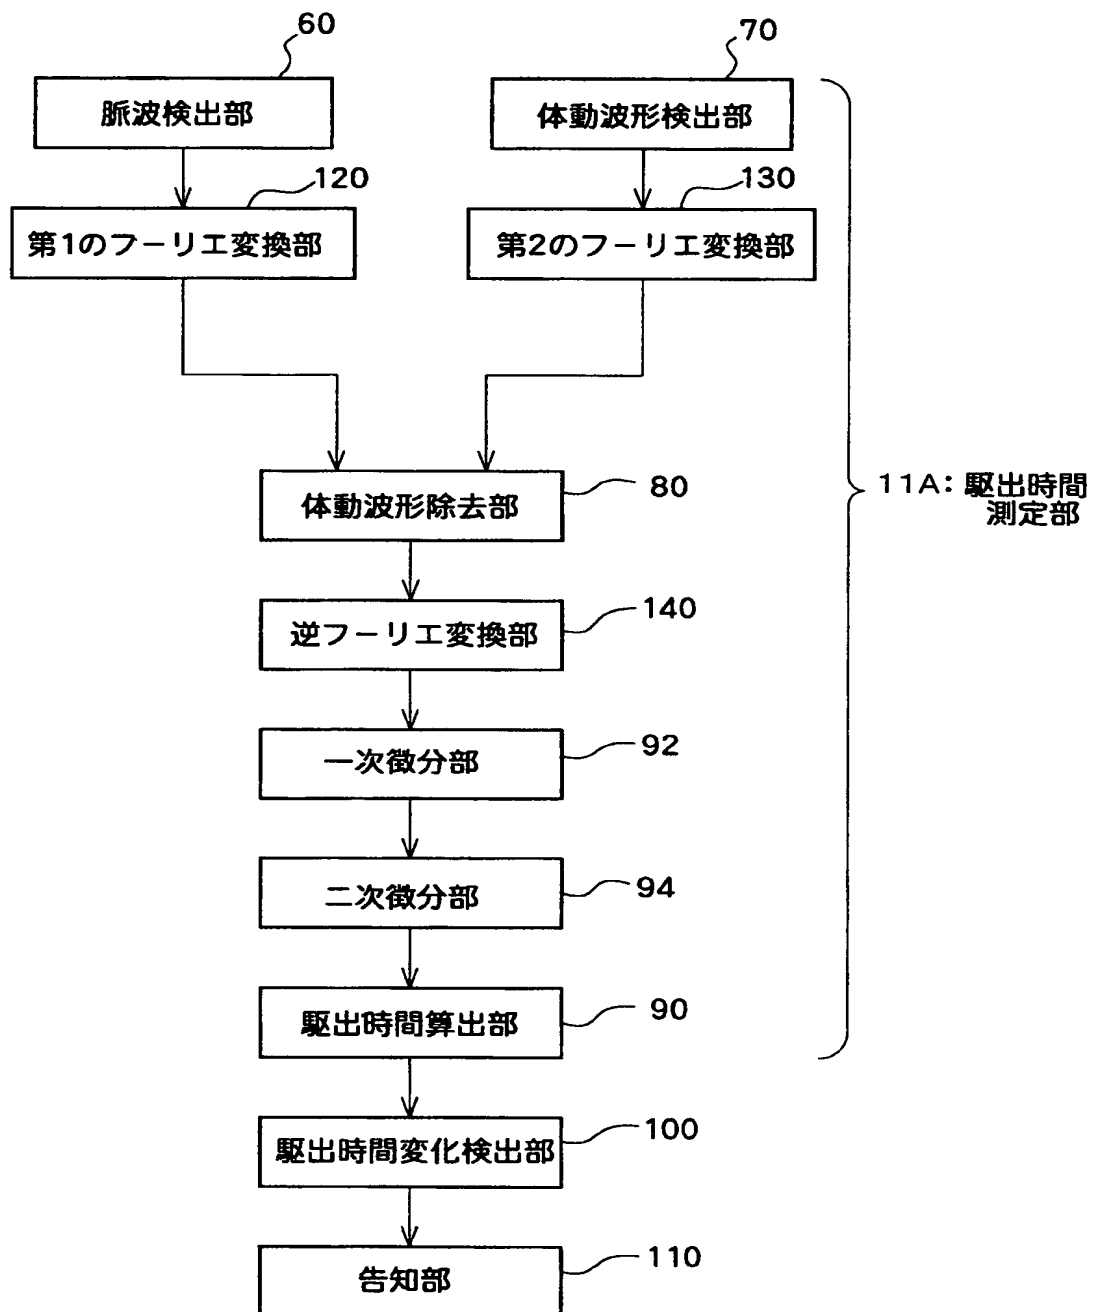 60
70
脈波検出部
体動波形検出部
120
130
第1のフーリエ変換部
第2のフーリエ変換部
体動波形除去部
80
11A：駆出時間
測定部
逆フーリエ変換部
140
一次微分部
92
二次微分部
94
駆出時間算出部
90
駆出時間変化検出部
100
告知部
110